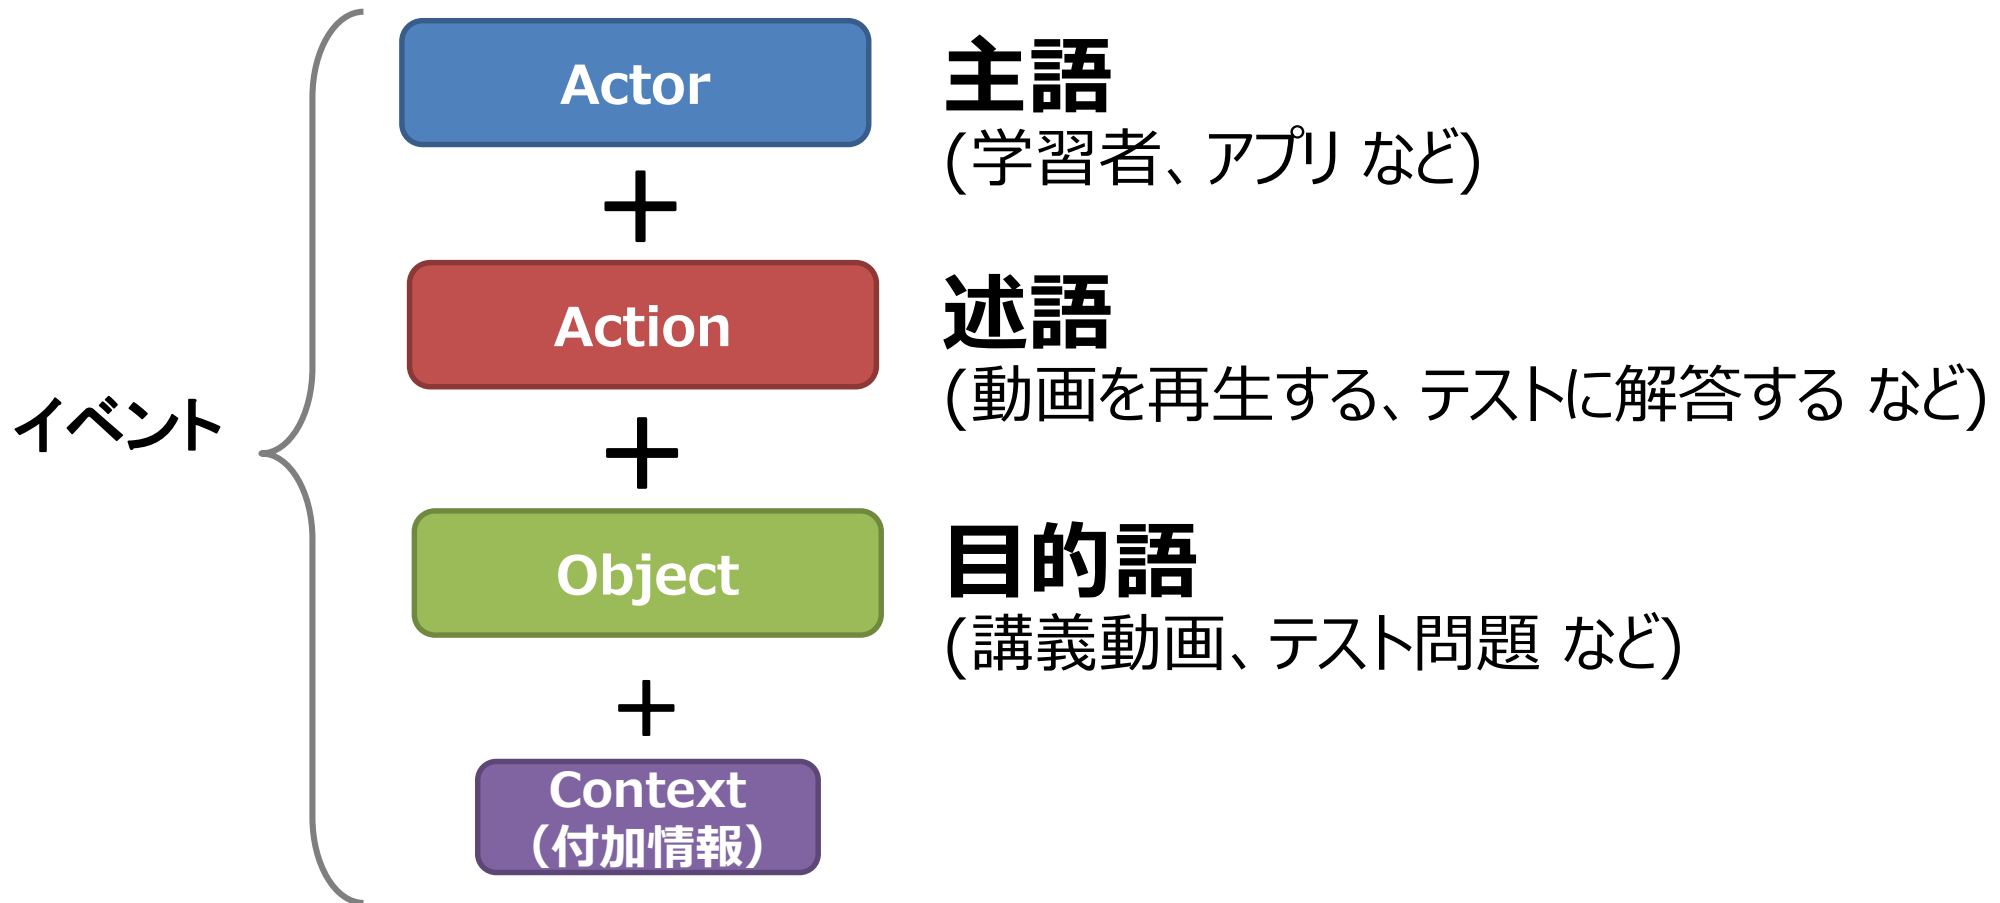 イベント
Actor
主語
(学習者、アプリ など)
+
Action
述語
(動画を再生する、テストに解答する など)
+
Object
目的語
(講義動画、テスト問題 など)
+
Context
（付加情報）